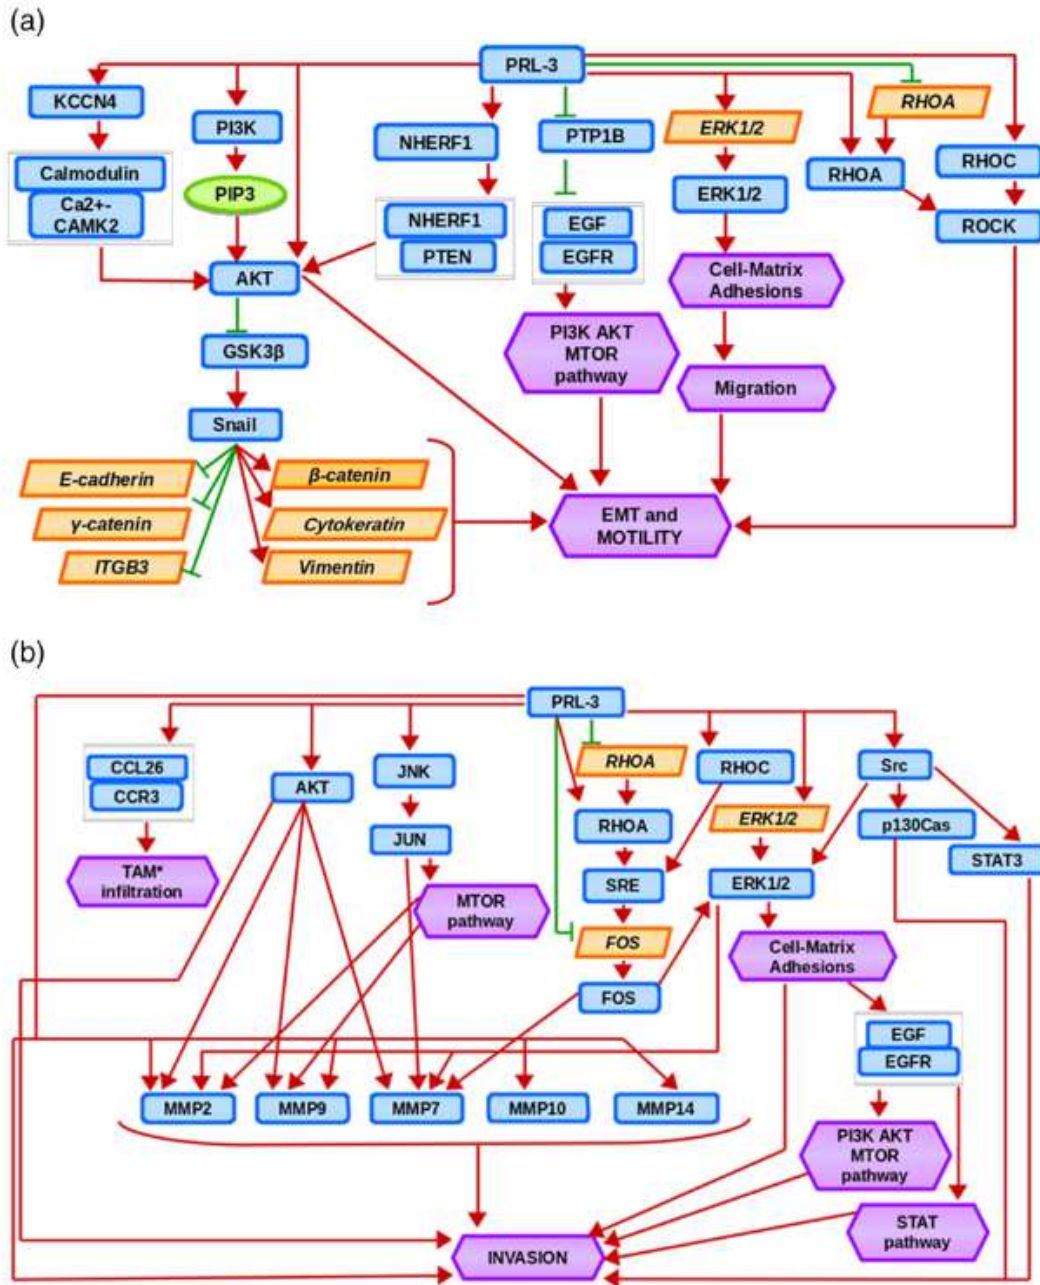 (a)
PRL-3
KCCN4
PI3K
NHERF1
PTP1B
ERK1/2
RHOA
RHOA
RHOC
Calmodulin
Ca2+-
CAMK2
PIP3
NHERF1
PTEN
EGF
EGFR
ERK1/2
ROCK
AKT
Cell-Matrix
Adhesions
GSK3β
PI3K AKT
MTOR
pathway
Migration
Snail
E-cadherin
β-catenin
γ-catenin
Cytokeratin
EMT and
MOTILITY
ITGB3
Vimentin
(b)
PRL-3
CCL26
CCR3
AKT
JNK
RHOA
RHOC
Src
JUN
RHOA
ERK1/2
p130Cas
STAT3
TAM*
infiltration
MTOR
pathway
SRE
ERK1/2
FOS
Cell-Matrix
Adhesions
FOS
EGF
EGFR
MMP2
MMP9
MMP7
MMP10
MMP14
PI3K AKT
MTOR
pathway
STAT
pathway
INVASION